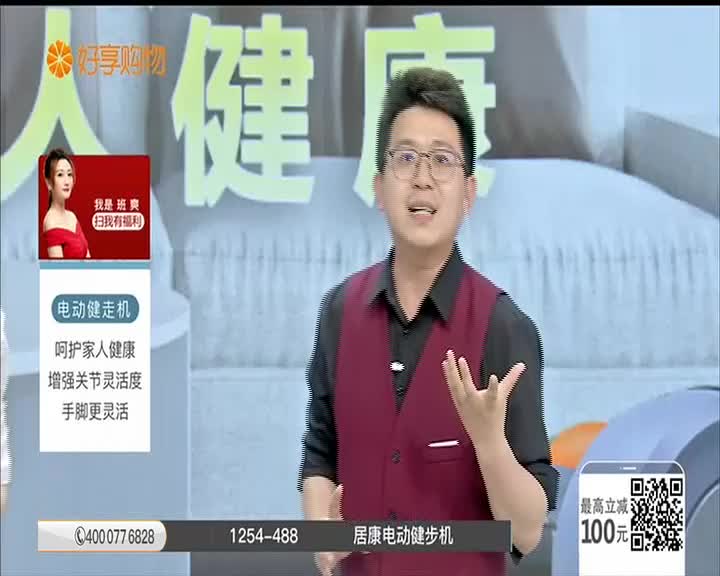 人健康
好享购物
我是 班爽
扫我有福利
电动健走机
呵护家人健康
增强关节灵活度
手脚更灵活
最高立减
100元
4000776828
1254-488
居康电动健步机